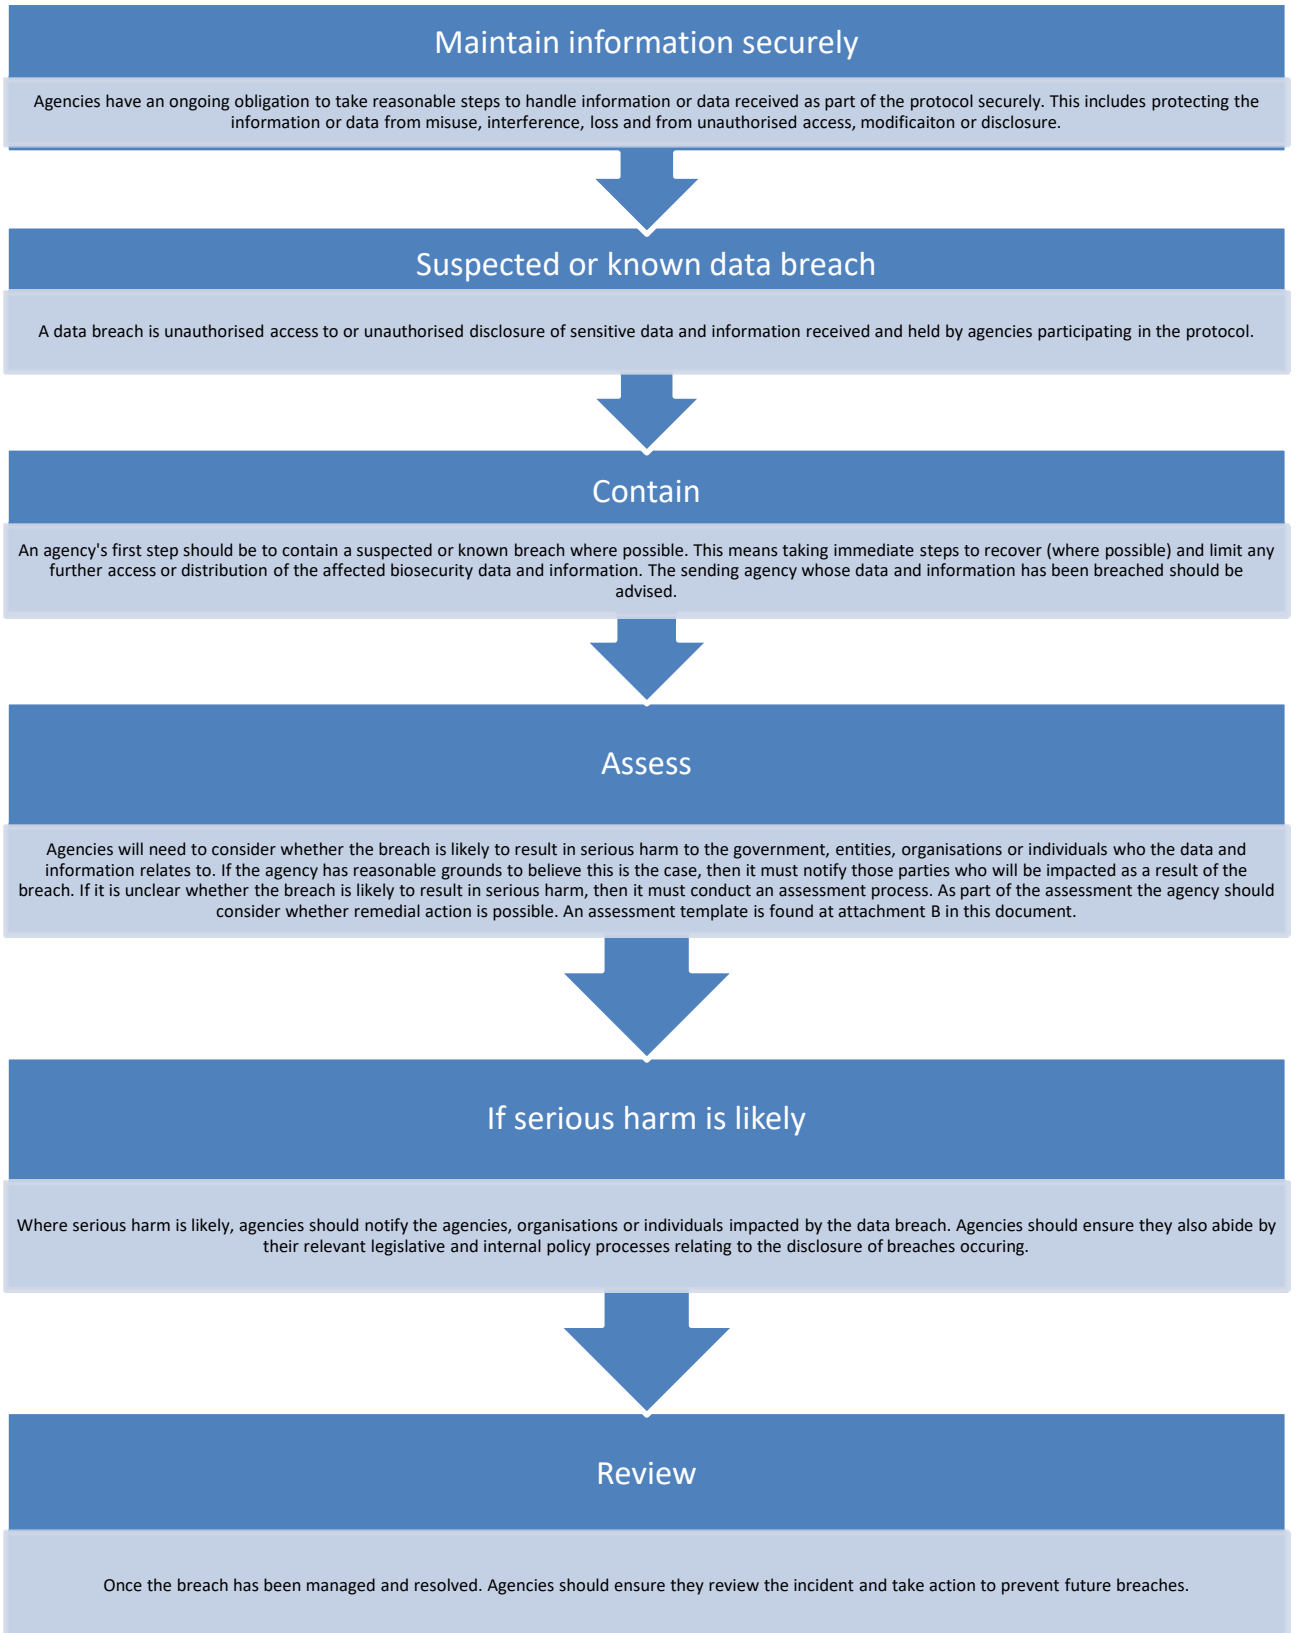 Maintain information securely
Agencies have an ongoing obligation to take reasonable steps to handle information or data received as part of the protocol securely. This includes protecting the
information or data from misuse, interference, loss and from unauthorised access, modificaiton or disclosure.
Suspected or known data breach
A data breach is unauthorised access to or unauthorised disclosure of sensitive data and information received and held by agencies participating in the protocol.
Contain
An agency's first step should be to contain a suspected or known breach where possible. This means taking immediate steps to recover (where possible) and limit any
further access or distribution of the affected biosecurity data and information. The sending agency whose data and information has been breached should be
advised.
Assess
Agencies will need to consider whether the breach is likely to result in serious harm to the government, entities, organisations or individuals who the data and
information relates to. If the agency has reasonable grounds to believe this is the case, then it must notify those parties who will be impacted as a result of the
breach. If it is unclear whether the breach is likely to result in serious harm, then it must conduct an assessment process. As part of the assessment the agency should
consider whether remedial action is possible. An assessment template is found at attachment B in this document.
If serious harm is likely
Where serious harm is likely, agencies should notify the agencies, organisations or individuals impacted by the data breach. Agencies should ensure they also abide by
their relevant legislative and internal policy processes relating to the disclosure of breaches occuring.
Review
Once the breach has been managed and resolved. Agencies should ensure they review the incident and take action to prevent future breaches.